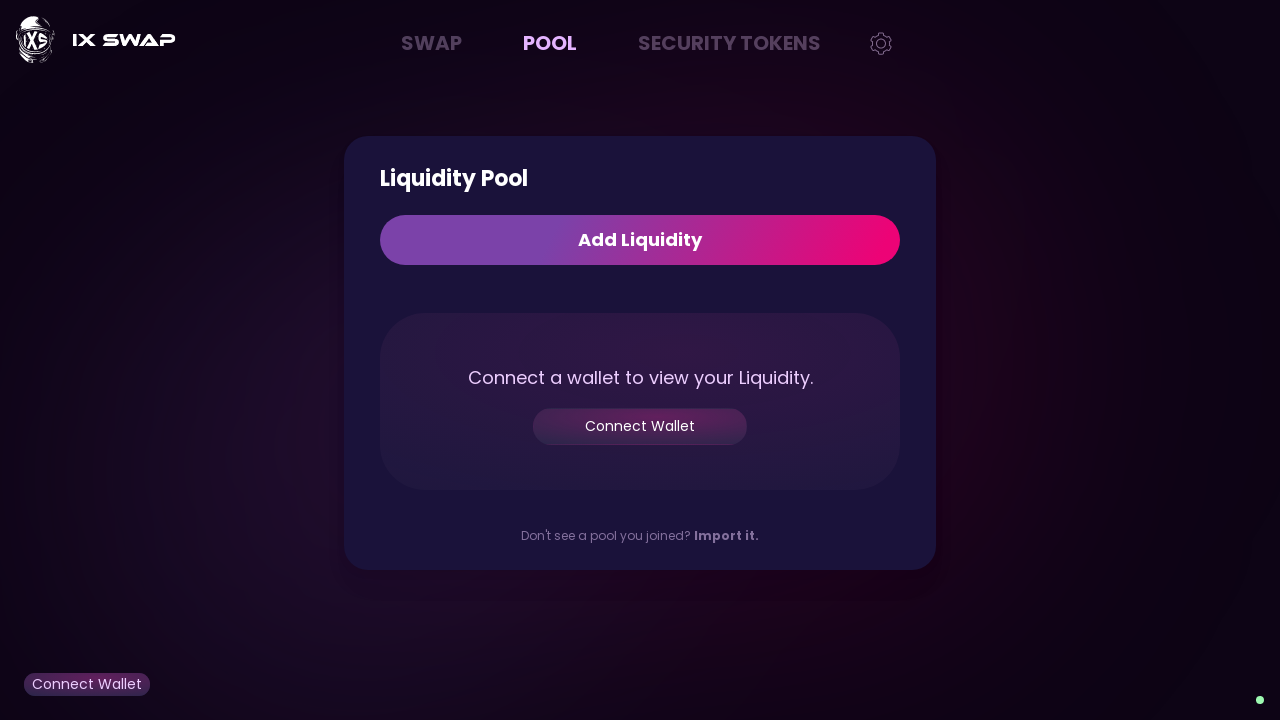 IXS
IX SWAP
SWAP
POOL
SECURITY TOKENS
Liquidity Pool
Add Liquidity
Connect a wallet to view your Liquidity.
Connect Wallet
Don't see a pool you joined? Import it.
Connect Wallet